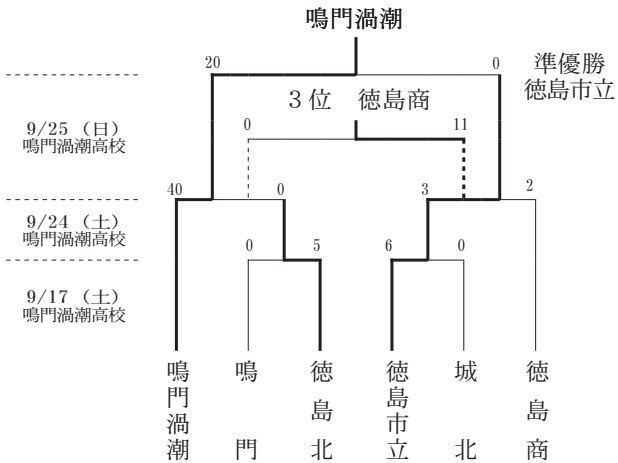 鳴門渦潮
20
0
準優勝
徳島市立
3位 徳島商
9/25（日）
鳴門渦潮高校
0
11
40
0
3
2
9/24（土）
鳴門渦潮高校
0
5
6
0
9/17（土）
鳴門渦潮高校
鳴門渦潮
鳴門
徳島北
徳島市立
城北
徳島商